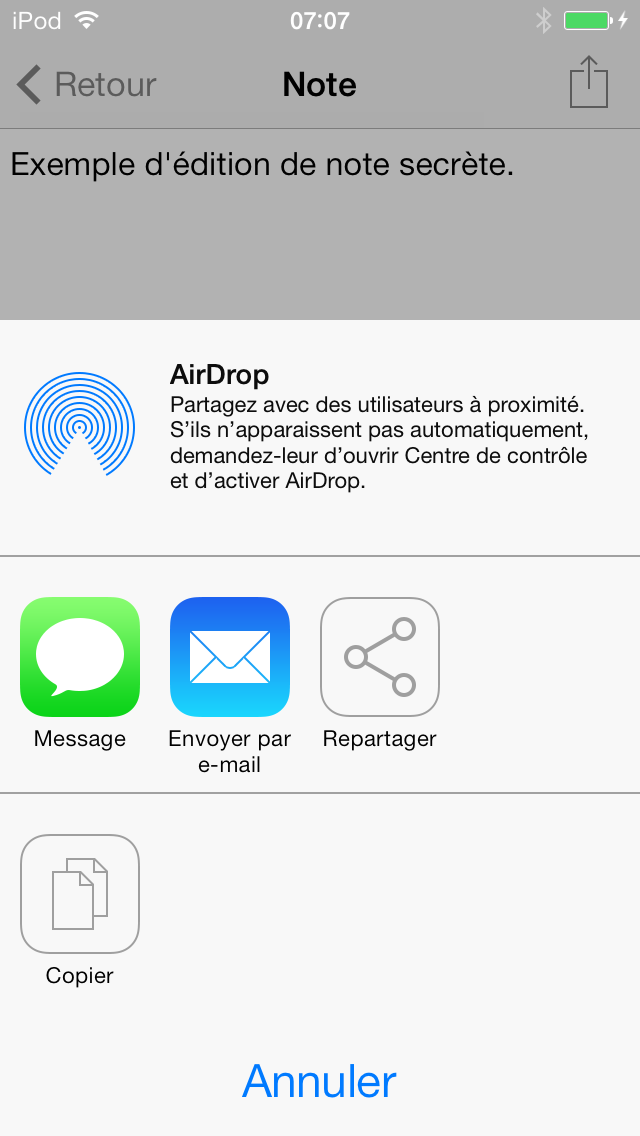 iPod 07:07
Retour Note
Exemple d'édition de note secrète.
AirDrop
Partagez avec des utilisateurs à proximité.
S’ils n’apparaissent pas automatiquement,
demandez-leur d’ouvrir Centre de contrôle
et d’activer AirDrop.
Message Envoyer par Repartager
e-mail
Copier
Annuler